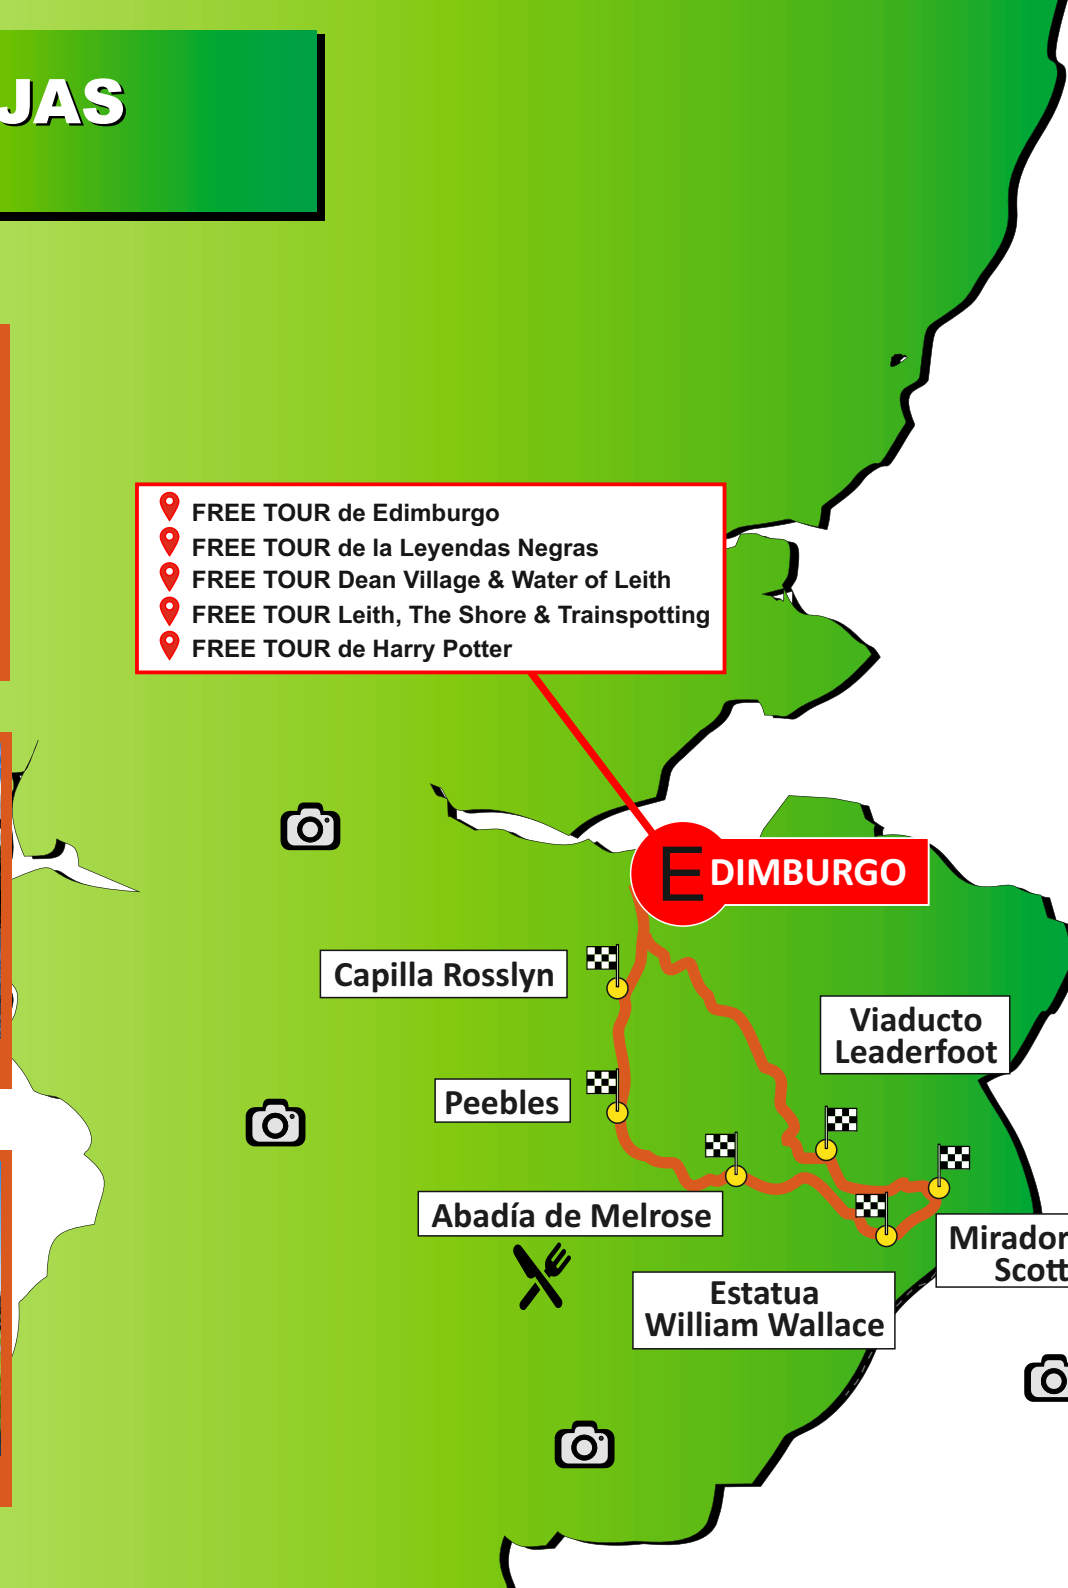 JAS
FREE TOUR de Edimburgo
FREE TOUR de la Leyendas Negras
FREE TOUR Dean Village & Water of Leith
FREE TOUR Leith, The Shore & Trainspotting
FREE TOUR de Harry Potter
EDIMBURGO
Capilla Rosslyn
Viaducto
Leaderfoot
Peebles
Abadía de Melrose
Mirador
Scott
Estatua
William Wallace